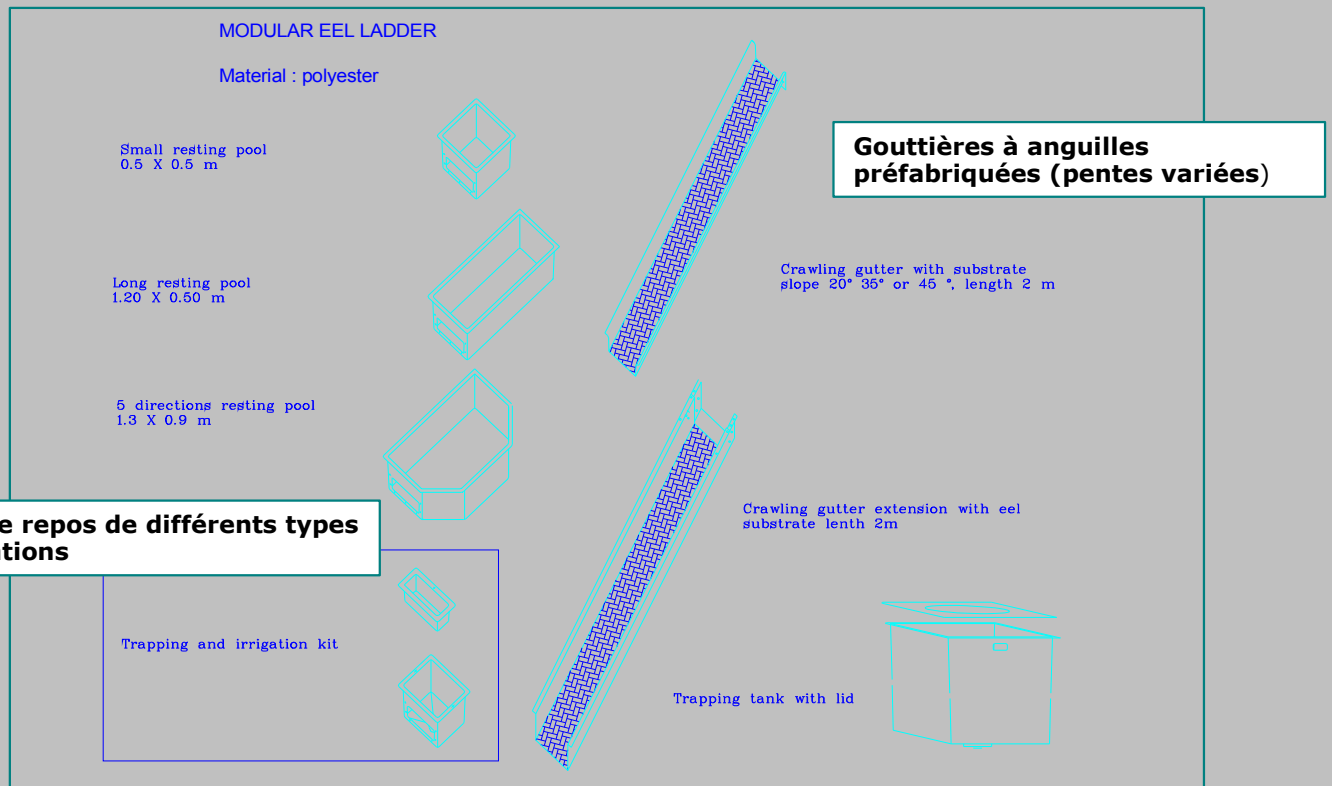 MODULAR EEL LADDER
Material : polyester
Small resting pool
0.5 X 0.5 m
Gouttières à anguilles
préfabriquées (pentes variées)
Long resting pool
1.20 X 0.50 m
Crawling gutter with substrate
slope 20° 35° or 45 °, length 2 m
5 directions resting pool
1.3 X 0.9 m
e repos de différents types
ations
Crawling gutter extension with eel
substrate lenth 2m
Trapping and irrigation kit
Trapping tank with lid